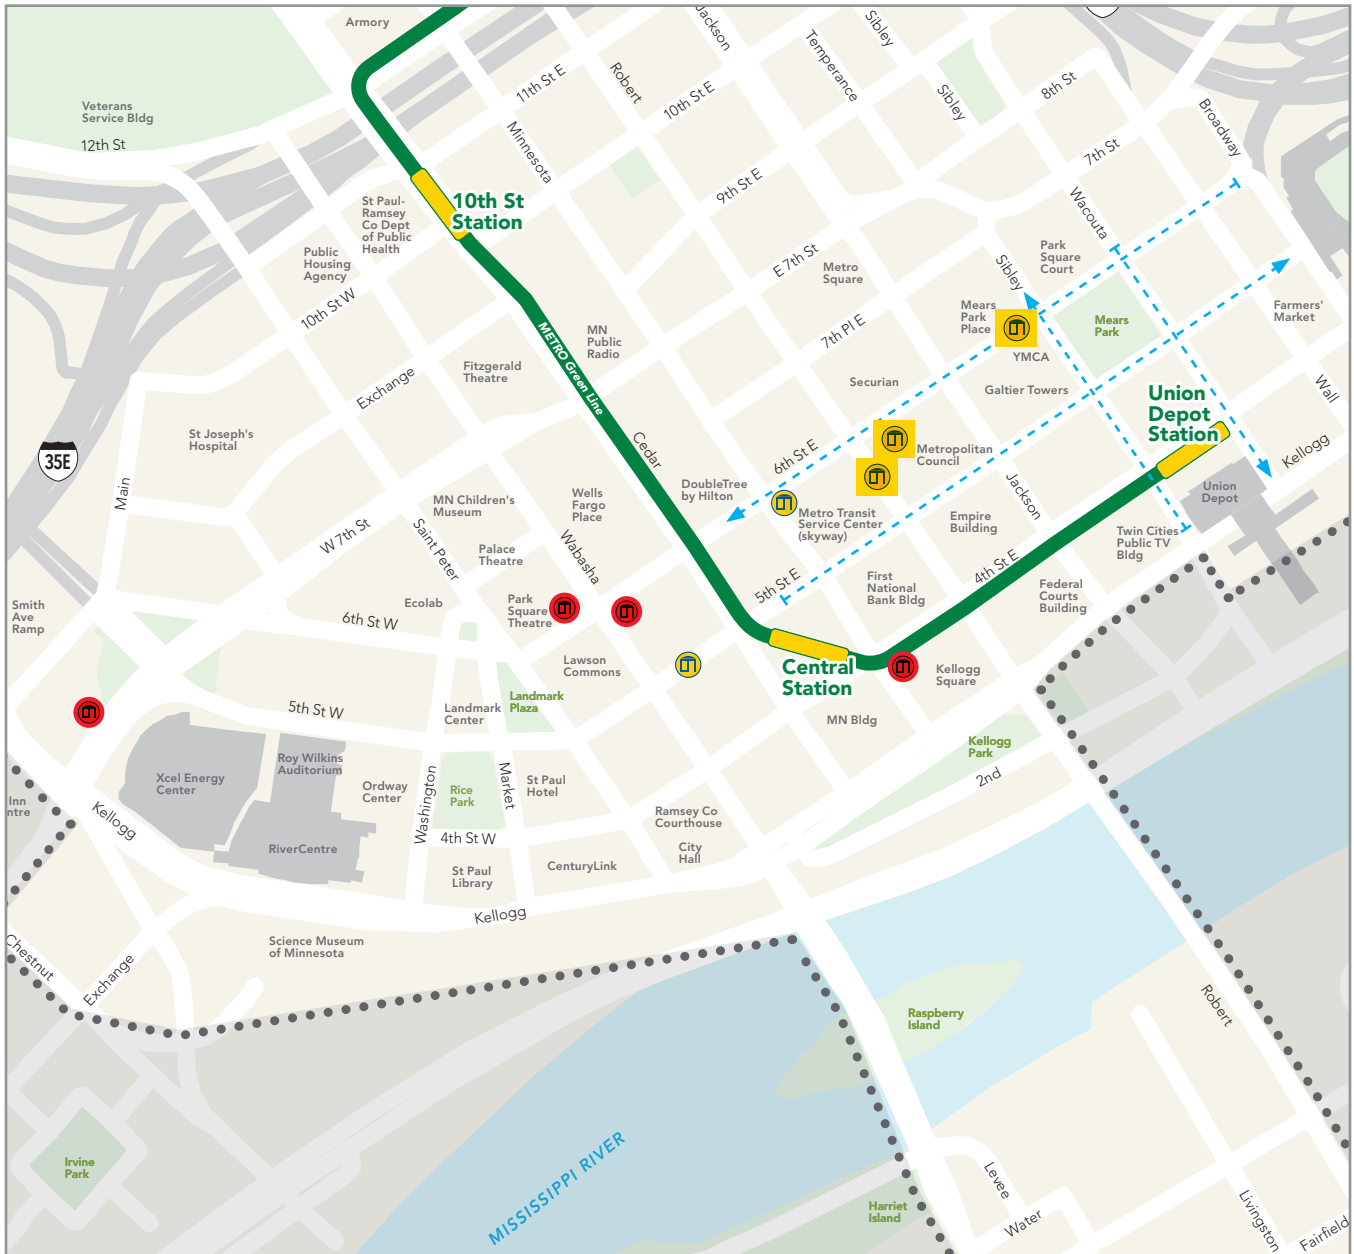 Armory
Jackson
Sibley
Temperance
Robert
11th St E
10th St E
Sibley
8th St
Broadway
Veterans
Service Bldg
12th St
Minnesota
7th St
9th St E
Wacouta
St Paul-
Ramsey
Co Dept
of Public
Health
10th St
Station
Public
Housing
Agency
10th St W
E 7th St
Metro
Square
Sibley
Park
Square
Court
Mears
Park
Place
Mears
Park
Farmers'
Market
METRO Green Line
MN
Public
Radio
7th Pl E
YMCA
Fitzgerald
Theatre
Exchange
Securian
Galtier Towers
Wall
Union
Depot
Station
St Joseph's
Hospital
35E
Main
Cedar
6th St E
Metropolitan
Council
Kellogg
DoubleTree
by Hilton
Jackson
Union
Depot
MN Children's
Museum
Wells
Fargo
Place
Metro Transit
Service Center
(skyway)
Empire
Building
Twin Cities
Public TV
Bldg
W 7th St
Saint Peter
Palace
Theatre
Wabasha
4th St E
5th St E
First
National
Bank Bldg
Federal
Courts
Building
Smith
Ave
Ramp
Ecolab
Park
Square
Theatre
6th St W
Lawson
Commons
Central
Station
Kellogg
Square
Landmark
Plaza
5th St W
Landmark
Center
MN Bldg
Kellogg
Park
2nd
Roy Wilkins
Auditorium
Xcel Energy
Center
Ordway
Center
Washington
Rice
Park
Market
St Paul
Hotel
Inn
ntre
Kellogg
Ramsey Co
Courthouse
City
Hall
4th St W
RiverCentre
St Paul
Library
CenturyLink
Kellogg
Science Museum
of Minnesota
Chestnut
Exchange
Raspberry
Island
Robert
Irvine
Park
MISSISSIPPI RIVER
Levee
Harriet
Island
Water
Livingston
Fairfield